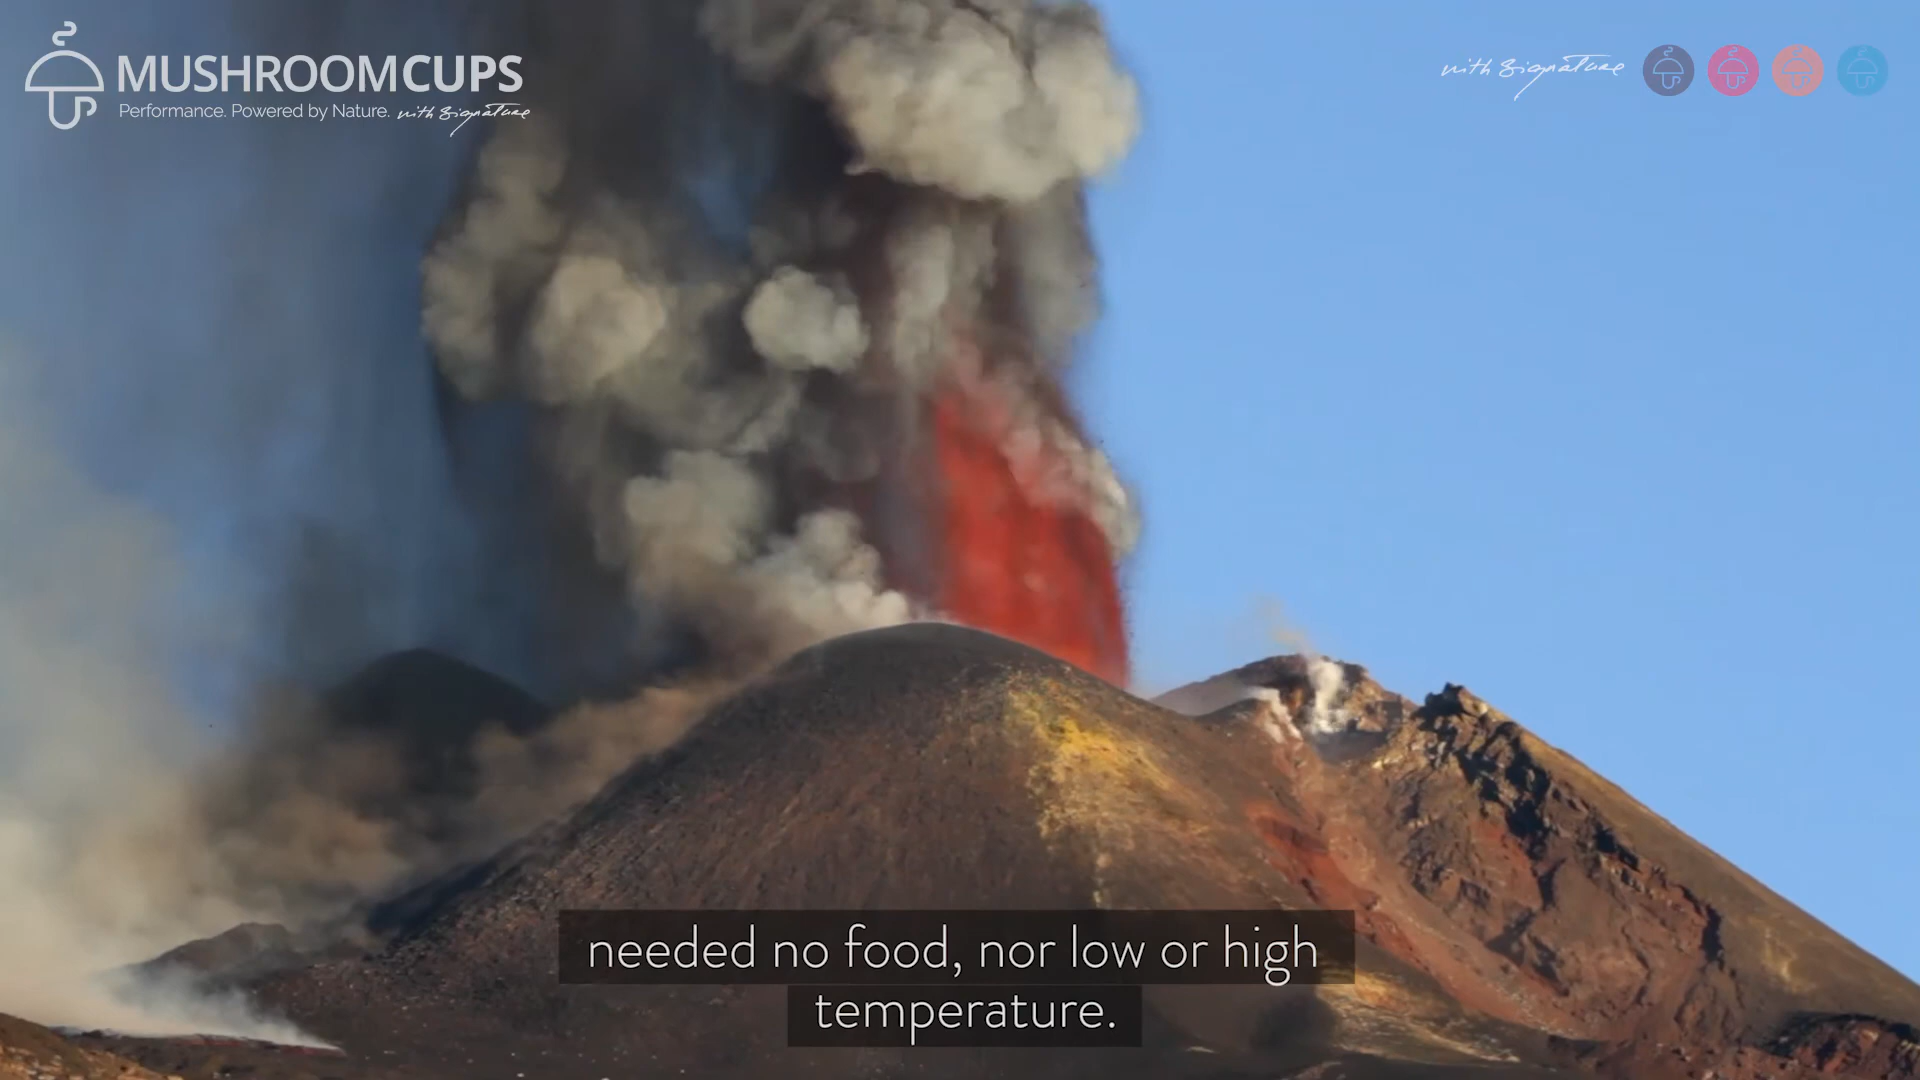 MUSHROOMCUPS
Performance. Powered by Nature. with Signature
with Signature
needed no food, nor low or high
temperature.